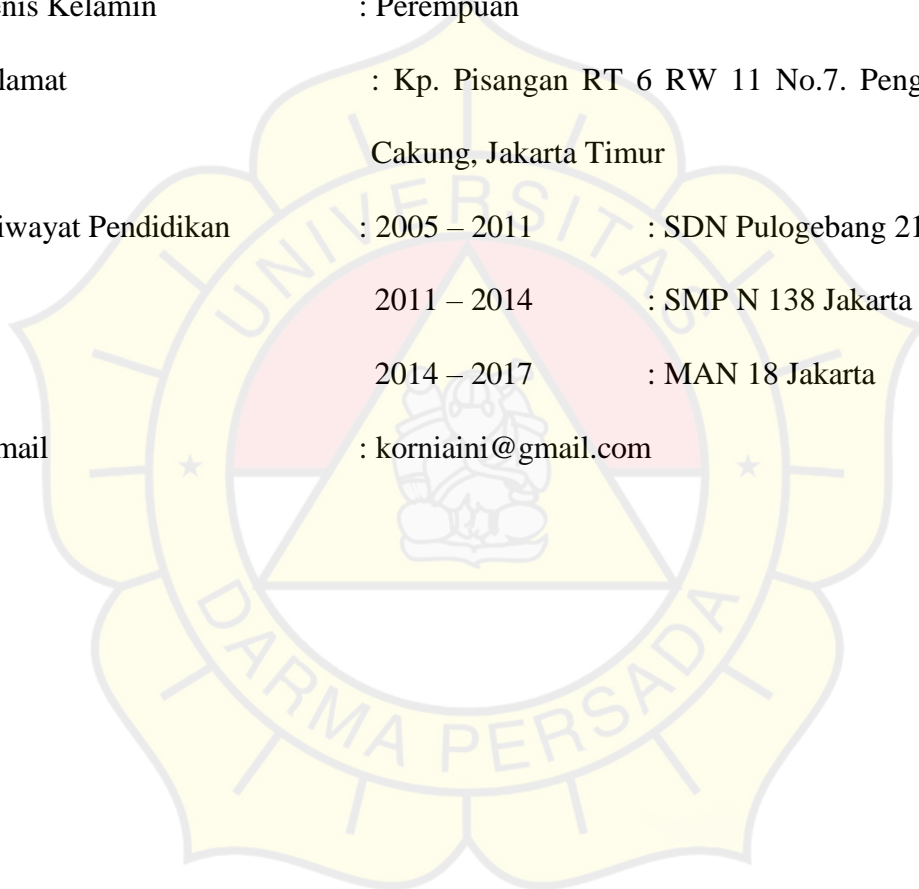 enis Kelamin : Perempuan
lamat : Kp. Pisangan RT 6 RW 11 No.7. Peng
Cakung, Jakarta Timur
iwayat Pendidikan : 2005 – 2011 : SDN Pulogebang 21
2011 – 2014 : SMP N 138 Jakarta
2014 – 2017 : MAN 18 Jakarta
mail : korniaini@gmail.com
UNIVERSITAS
DARMA PERSADA